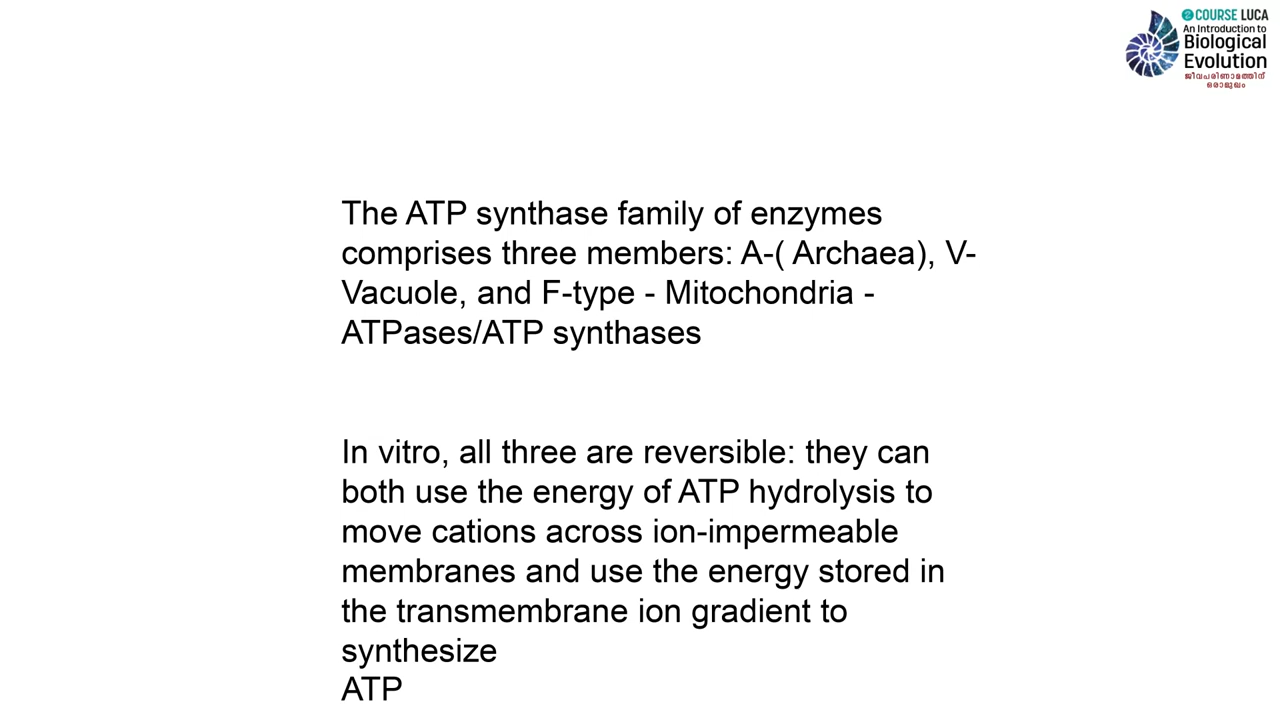 COURSE LUCA
An Introduction to
Biological
Evolution
ജീവപരിണാമത്തിന്
ഒരാമുഖം
The ATP synthase family of enzymes
comprises three members: A-( Archaea), V-
Vacuole, and F-type - Mitochondria -
ATPases/ATP synthases
In vitro, all three are reversible: they can
both use the energy of ATP hydrolysis to
move cations across ion-impermeable
membranes and use the energy stored in
the transmembrane ion gradient to
synthesize
ATP